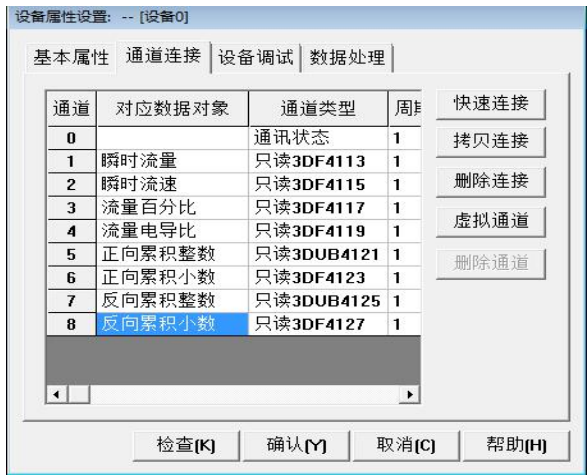 设备属性设置: -- [设备0]
基本属性 通道连接 设备调试 数据处理
通道 对应数据对象 通道类型 周期 快速连接
0 通讯状态 1 拷贝连接
1 瞬时流量 只读3DF4113 1
2 瞬时流速 只读3DF4115 1 删除连接
3 流量百分比 只读3DF4117 1
4 流量电导比 只读3DF4119 1 虚拟通道
5 正向累积整数 只读3DUB4121 1
6 正向累积小数 只读3DF4123 1 删除通道
7 反向累积整数 只读3DUB4125 1
8 反向累积小数 只读3DF4127 1
检查[K] 确认[Y] 取消[C] 帮助[H]